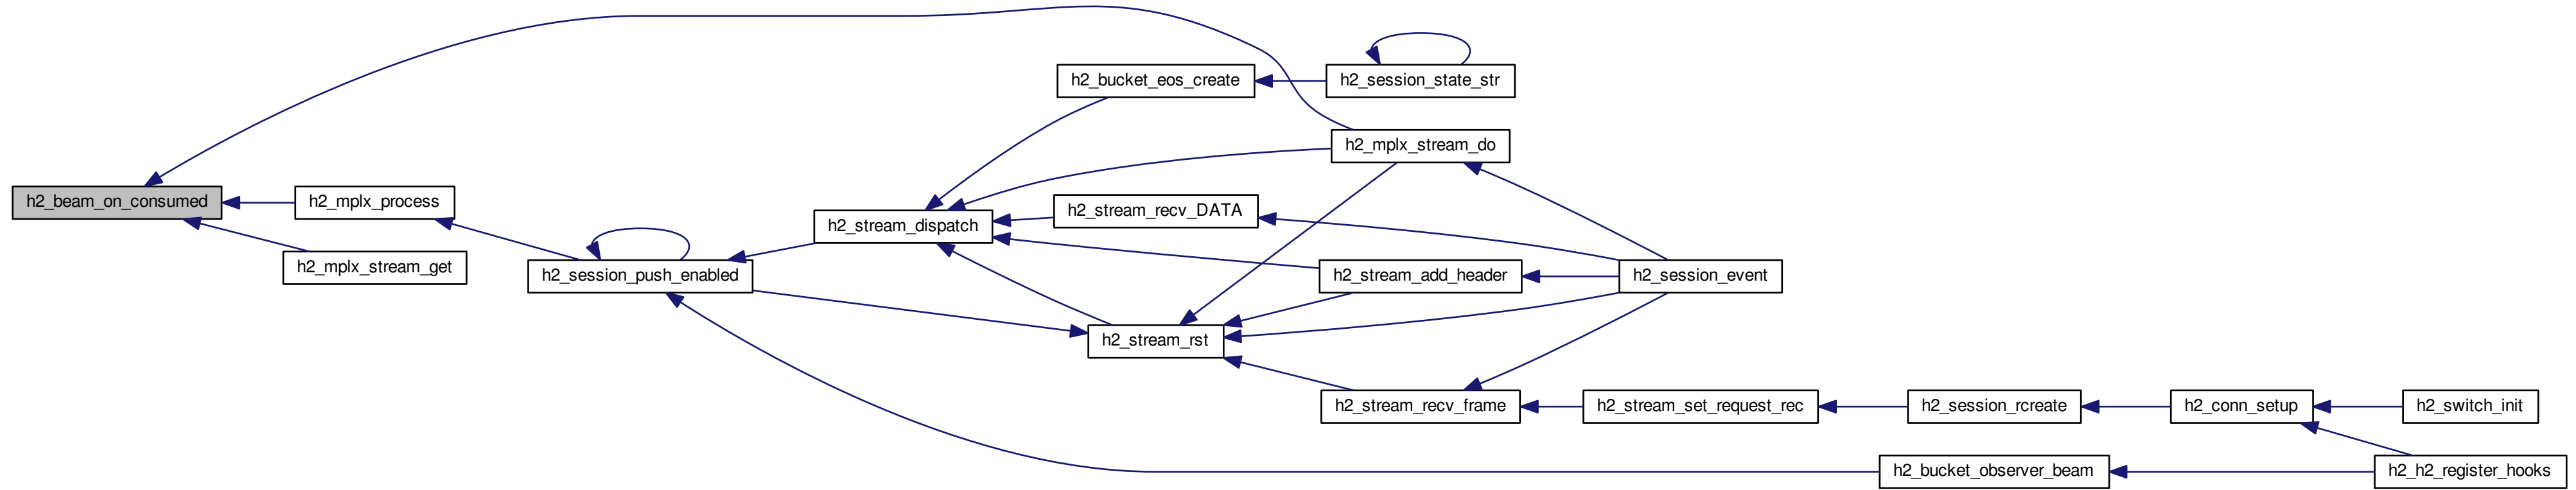 h2_beam_on_consumed
h2_mplx_process
h2_mplx_stream_get
h2_session_push_enabled
h2_stream_dispatch
h2_bucket_eos_create
h2_session_state_str
h2_mplx_stream_do
h2_stream_recv_DATA
h2_stream_add_header
h2_session_event
h2_stream_rst
h2_stream_recv_frame
h2_stream_set_request_rec
h2_session_rcreate
h2_conn_setup
h2_switch_init
h2_bucket_observer_beam
h2_h2_register_hooks